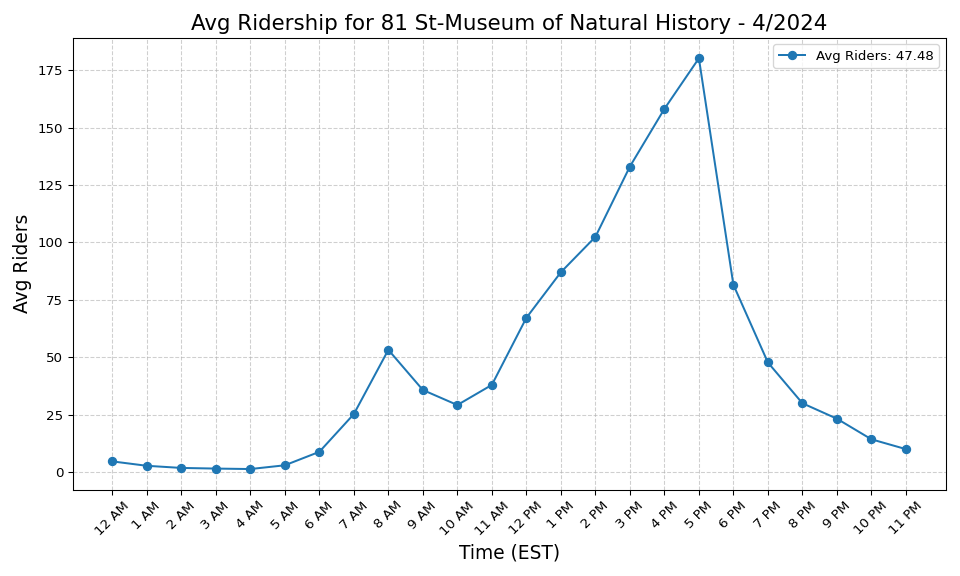 Avg Ridership for 81 St-Museum of Natural History - 4/2024
Avg Riders: 47.48
175
150
125
100
75
50
25
0
Avg Riders
12 AM
1 AM
2 AM
3 AM
4 AM
5 AM
6 AM
7 AM
8 AM
9 AM
10 AM
11 AM
12 PM
1 PM
2 PM
3 PM
4 PM
5 PM
6 PM
7 PM
8 PM
9 PM
10 PM
11 PM
Time (EST)